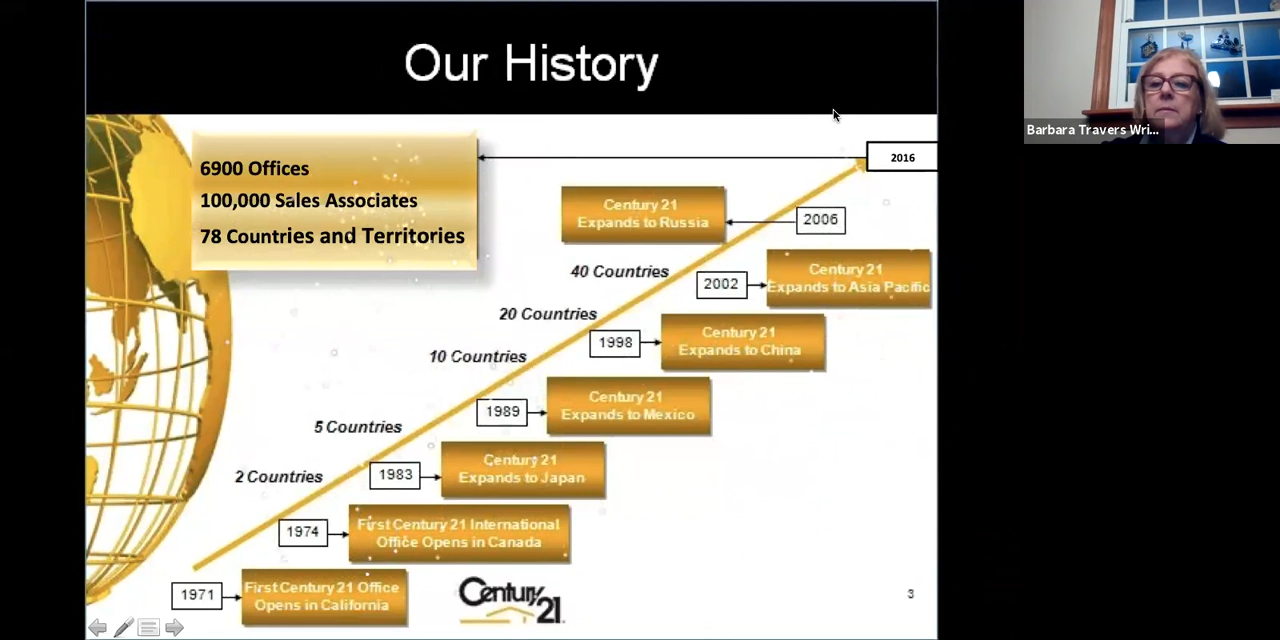 Our History
6900 Offices
100,000 Sales Associates
78 Countries and Territories
2016
Century 21
Expands to Russia
2006
40 Countries
2002
Century 21
Expands to Asia Pacific
20 Countries
1998
Century 21
Expands to China
10 Countries
1989
Century 21
Expands to Mexico
5 Countries
1983
Century 21
Expands to Japan
2 Countries
1974
First Century 21 International
Office Opens in Canada
1971
First Century 21 Office
Opens in California
Century
21
3
Barbara Travers Wri...